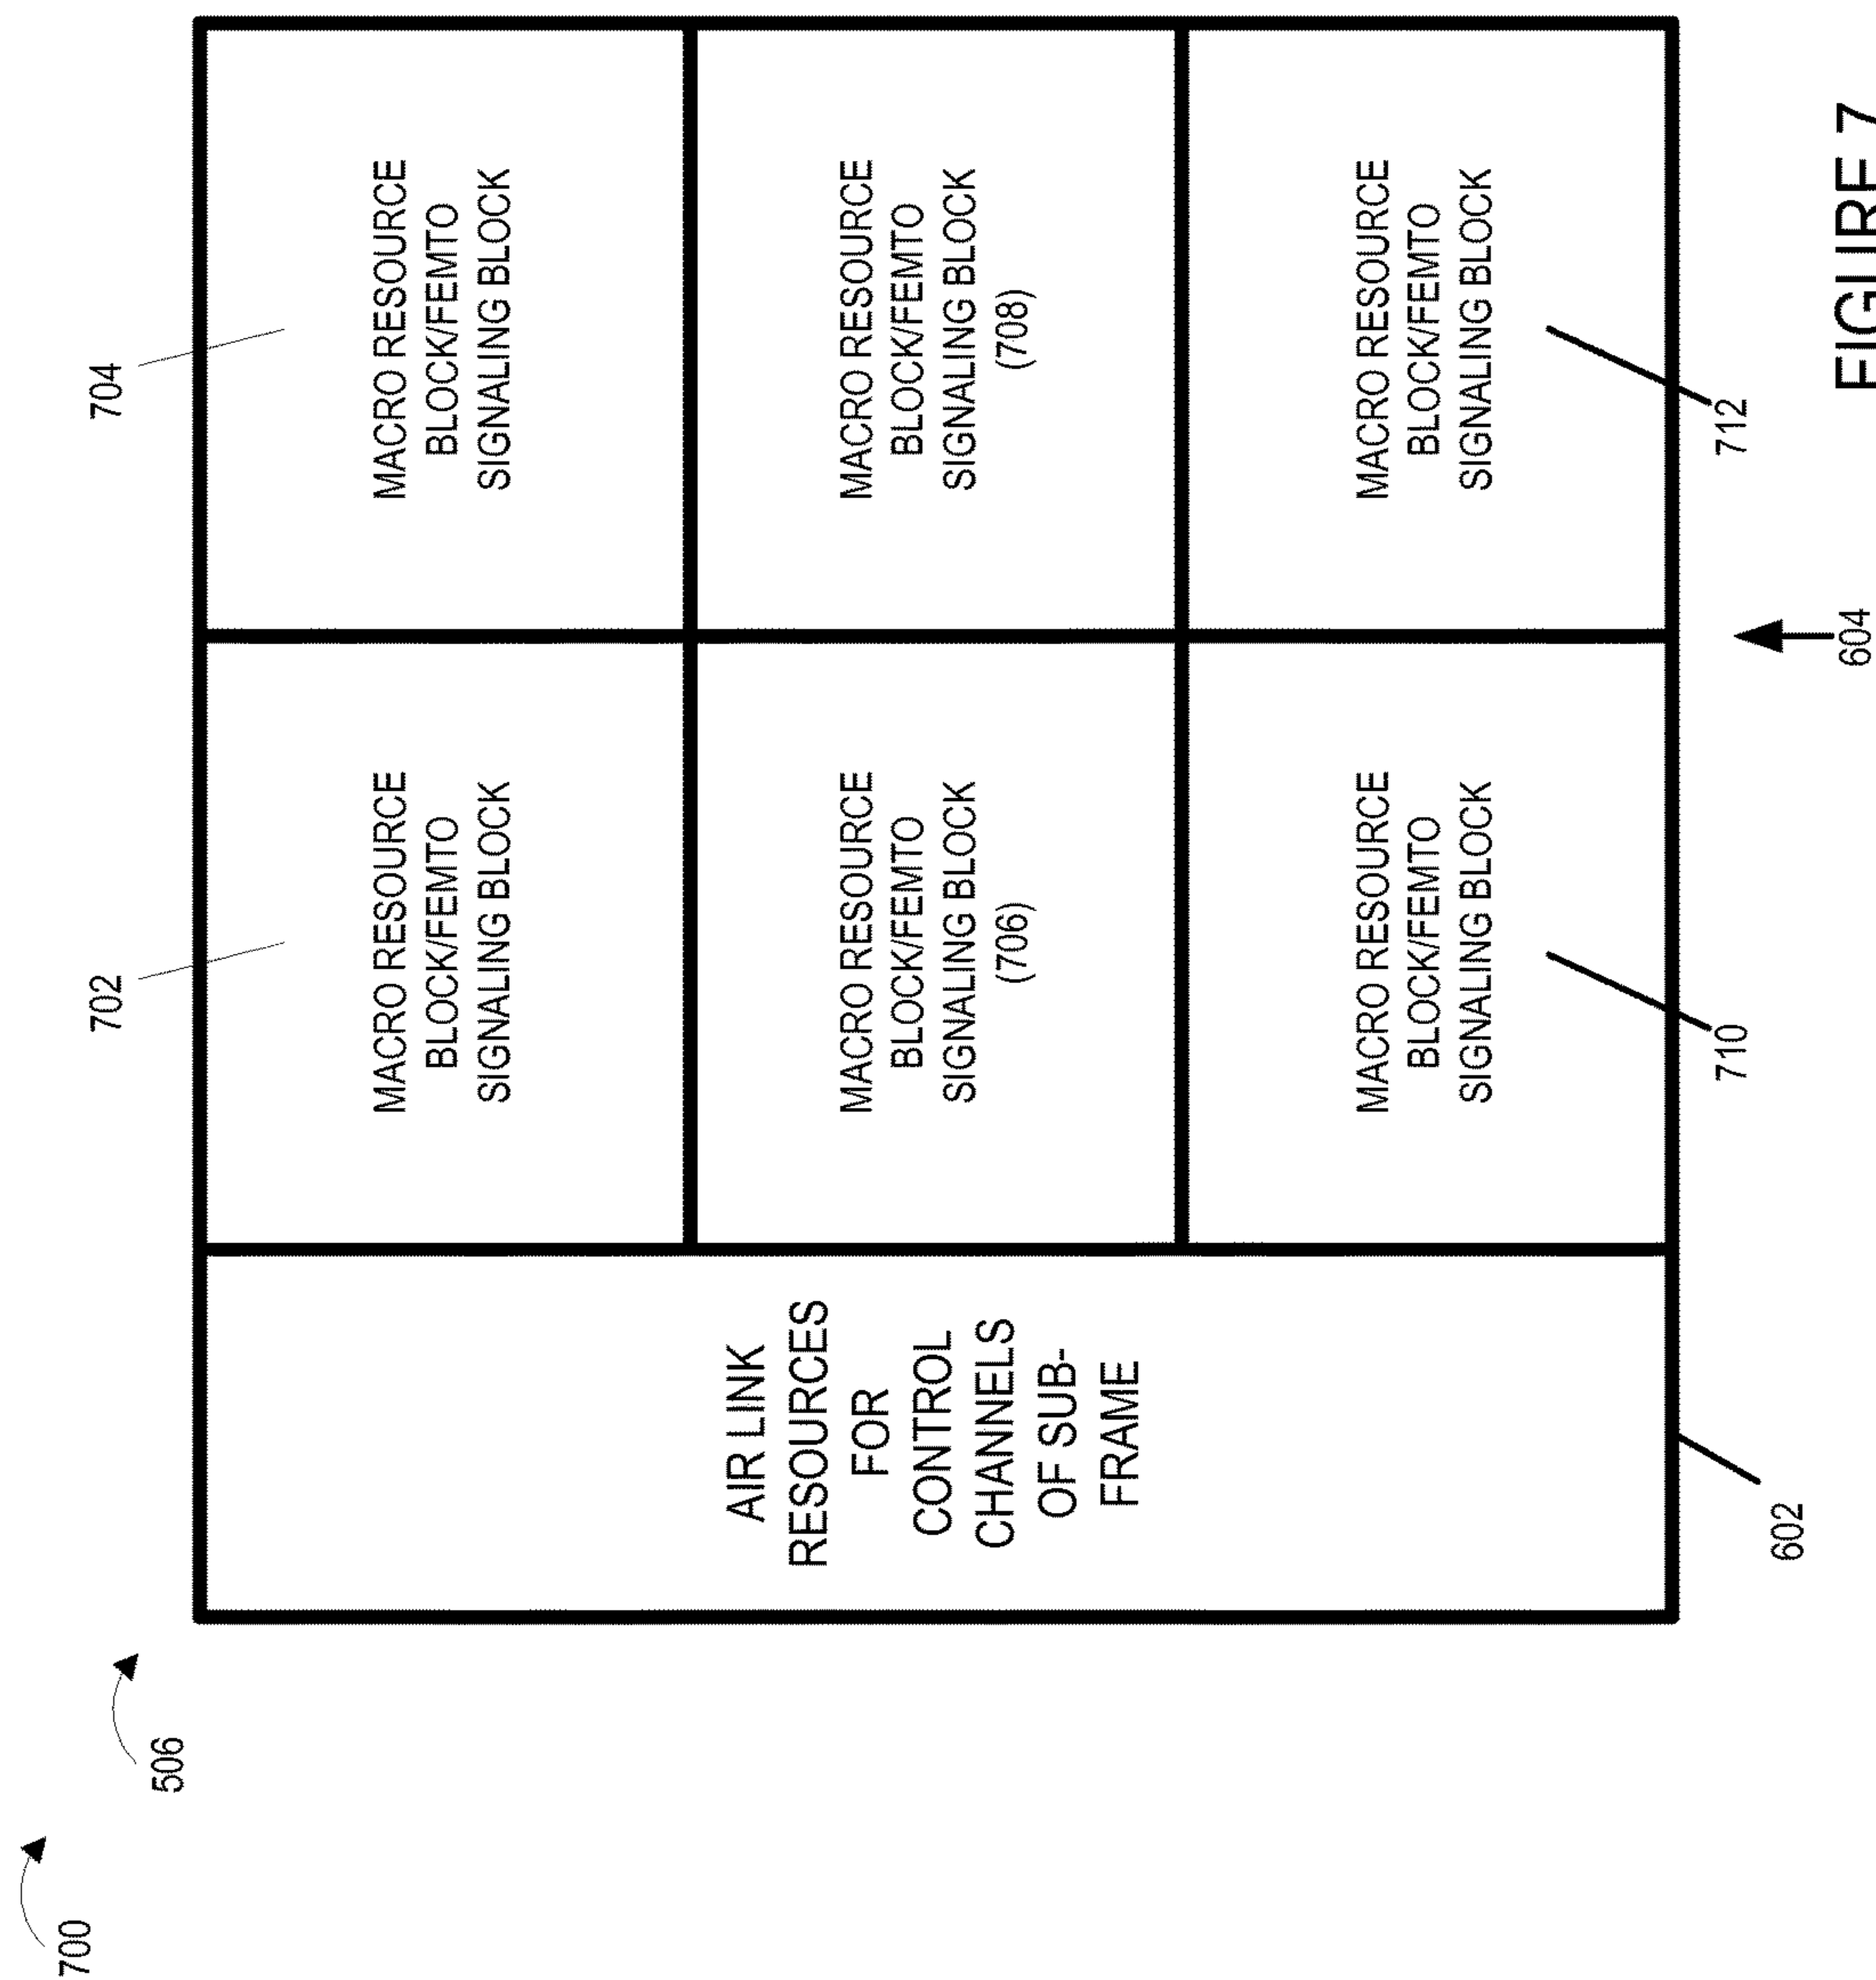 700
506
702
704
AIR LINK
RESOURCES
FOR
CONTROL
CHANNELS
OF SUB-
FRAME
MACRO RESOURCE
BLOCK/FEMTO
SIGNALING BLOCK
MACRO RESOURCE
BLOCK/FEMTO
SIGNALING BLOCK
MACRO RESOURCE
BLOCK/FEMTO
SIGNALING BLOCK
(706)
MACRO RESOURCE
BLOCK/FEMTO
SIGNALING BLOCK
(708)
MACRO RESOURCE
BLOCK/FEMTO
SIGNALING BLOCK
MACRO RESOURCE
BLOCK/FEMTO
SIGNALING BLOCK
710
712
602
604
FIGURE 7